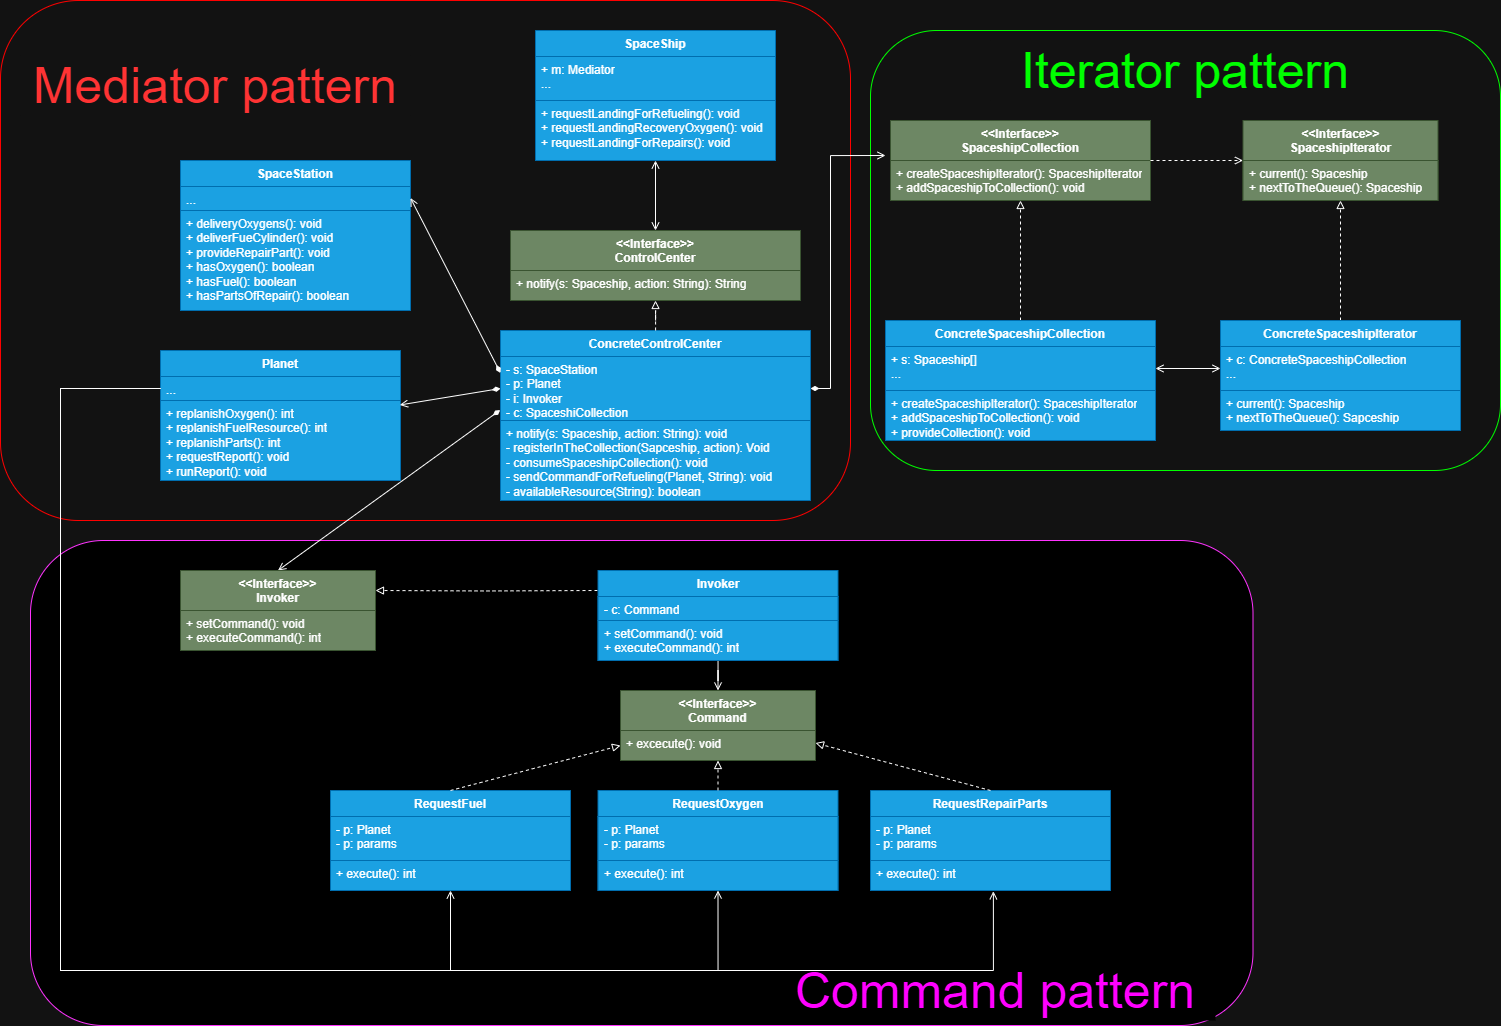 Mediator pattern
SpaceShip
+ m: Mediator
...
+ requestLandingForRefueling(): void
+ requestLandingRecoveryOxygen(): void
+ requestLandingForRepairs(): void
SpaceStation
...
+ deliveryOxygens(): void
+ deliverFueCylinder(): void
+ provideRepairPart(): void
+ hasOxygen(): boolean
+ hasFuel(): boolean
+ hasPartsOfRepair(): boolean
<<Interface>>
ControlCenter
+ notify(s: Spaceship, action: String): String
Planet
...
+ replanishOxygen(): int
+ replanishFuelResource(): int
+ replanishParts(): int
+ requestReport(): void
+ runReport(): void
ConcreteControlCenter
- s: SpaceStation
- p: Planet
- i: Invoker
- c: SpaceshiCollection
+ notify(s: Spaceship, action: String): void
- registerInTheCollection(Sapceship, action): Void
- consumeSpaceshipCollection(): void
- sendCommandForRefueling(Planet, String): void
- availableResource(String): boolean
Iterator pattern
<<Interface>>
SpaceshipCollection
+ createSpaceshipIterator(): SpaceshipIterator
+ addSpaceshipToCollection(): void
<<Interface>>
SpaceshipIterator
+ current(): Spaceship
+ nextToTheQueue(): Spaceship
ConcreteSpaceshipCollection
+ s: Spaceship[]
...
+ createSpaceshipIterator(): SpaceshipIterator
+ addSpaceshipToCollection(): void
+ provideCollection(): void
ConcreteSpaceshipIterator
+ c: ConcreteSpaceshipCollection
...
+ current(): Spaceship
+ nextToTheQueue(): Sapceship
<<Interface>>
Invoker
+ setCommand(): void
+ executeCommand(): int
Invoker
- c: Command
+ setCommand(): void
+ executeCommand(): int
<<Interface>>
Command
+ excecute(): void
RequestFuel
- p: Planet
- p: params
+ execute(): int
RequestOxygen
- p: Planet
- p: params
+ execute(): int
RequestRepairParts
- p: Planet
- p: params
+ execute(): int
Command pattern